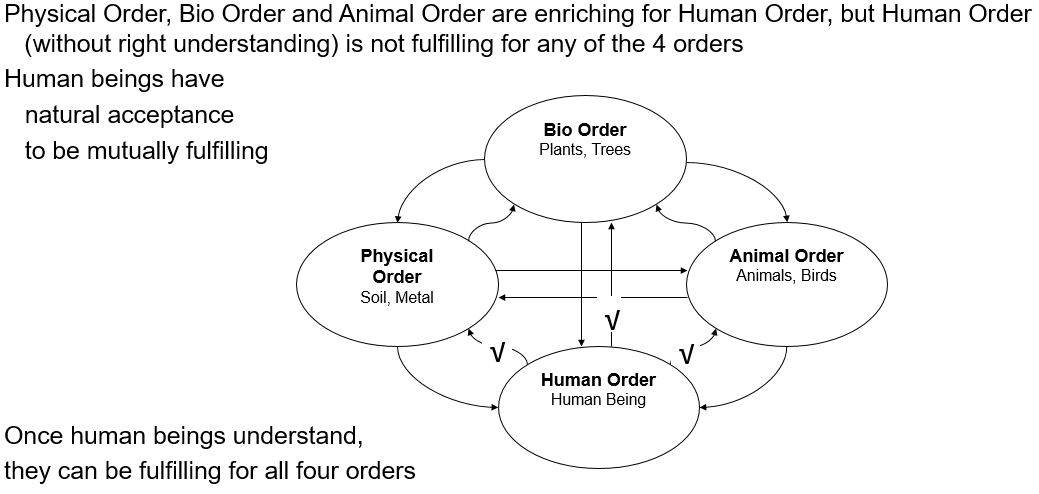 Physical Order, Bio Order and Animal Order are enriching for Human Order, but Human Order
(without right understanding) is not fulfilling for any of the 4 orders
Human beings have
natural acceptance
to be mutually fulfilling
Bio Order
Plants, Trees
Physical
Order
Soil, Metal
Animal Order
Animals, Birds
√
√
√
Human Order
Human Being
Once human beings understand,
they can be fulfilling for all four orders